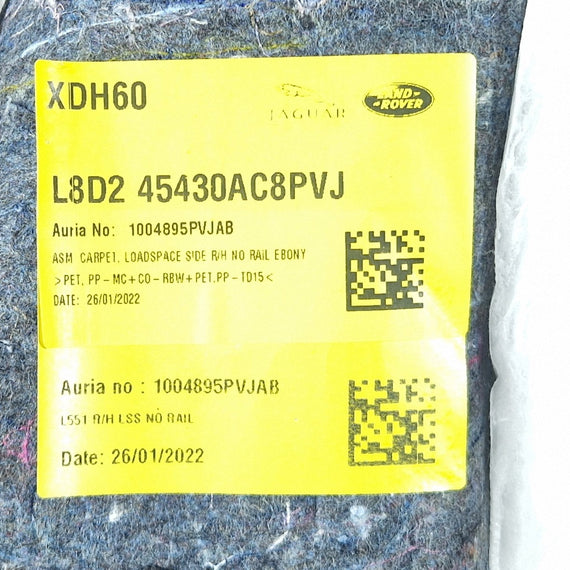 XDH60
JAGUAR
LAND-
-ROVER
L8D2 45430AC8PVJ
Auria No: 1004895PVJAB
ASM CARPET, LOADSPACE SIDE R/H NO RAIL EBONY
>PET, PP-MC+CO-RBW+PET.PP-TD15<
DATE: 26/01/2022
Auria no : 1004895PVJAB
L551 R/H LSS NO RAIL
Date: 26/01/2022